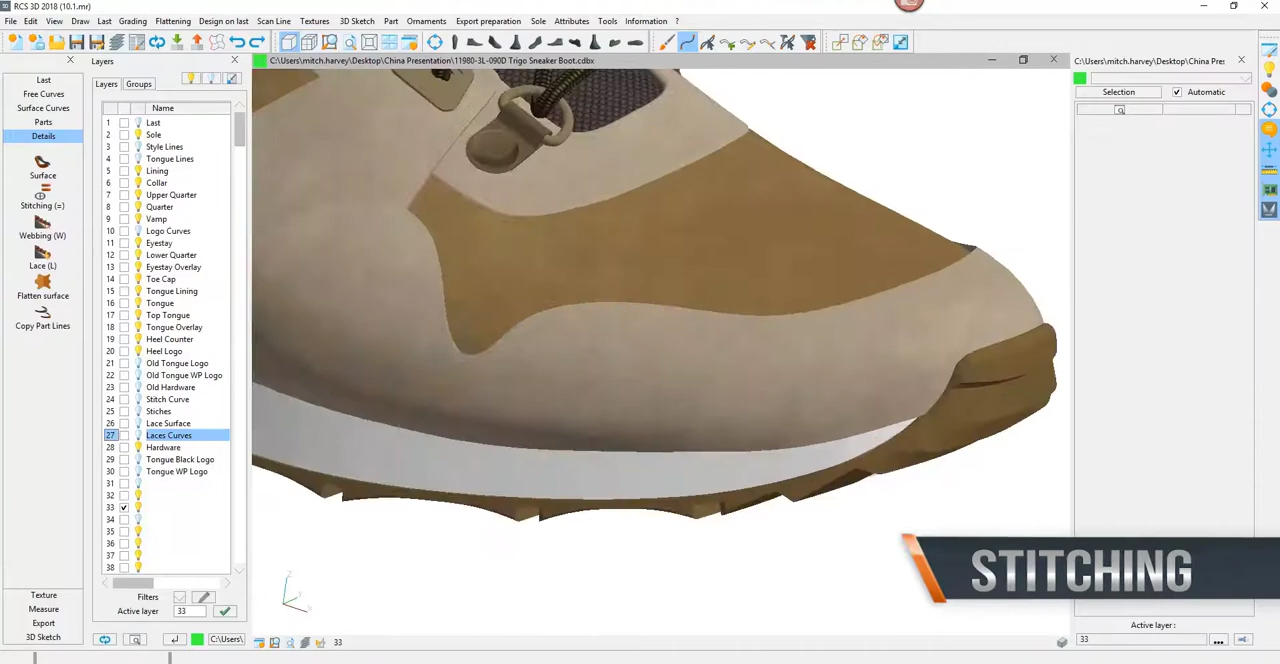 RCS 3D 2018 (10.1.mr)
File Edit View Draw Last Grading Flattening Design on last Scan Line Textures 3D Sketch Part Ornaments Export preparation Sole Attributes Tools Information ?
Layers
C:\Users\mitch.harvey\Desktop\China Presentation\11980-3L-090D Trigo Sneaker Boot.cdbx
C:\Users\mitch.harvey\Desktop\China Pres
Last
Free Curves
Surface Curves
Parts
Details
Surface
Stitching (=)
Webbing (W)
Lace (L)
Flatten surface
Copy Part Lines
Texture
Measure
Export
3D Sketch
Layers Groups
Name
1 Last
2 Sole
3 Style Lines
4 Tongue Lines
5 Lining
6 Collar
7 Upper Quarter
8 Quarter
9 Vamp
10 Logo Curves
11 Eyestay
12 Lower Quarter
13 Eyestay Overlay
14 Toe Cap
15 Tongue Lining
16 Tongue
17 Top Tongue
18 Tongue Overlay
19 Heel Counter
20 Heel Logo
21 Old Tongue Logo
22 Old Tongue WP Logo
23 Old Hardware
24 Stitch Curve
25 Stiches
26 Lace Surface
27 Laces Curves
28 Hardware
29 Tongue Black Logo
30 Tongue WP Logo
31
32
33
34
35
36
37
38
Filters
Active layer 33
C:\Users\
33
Selection Automatic
STITCHING
Active layer :
33 ...